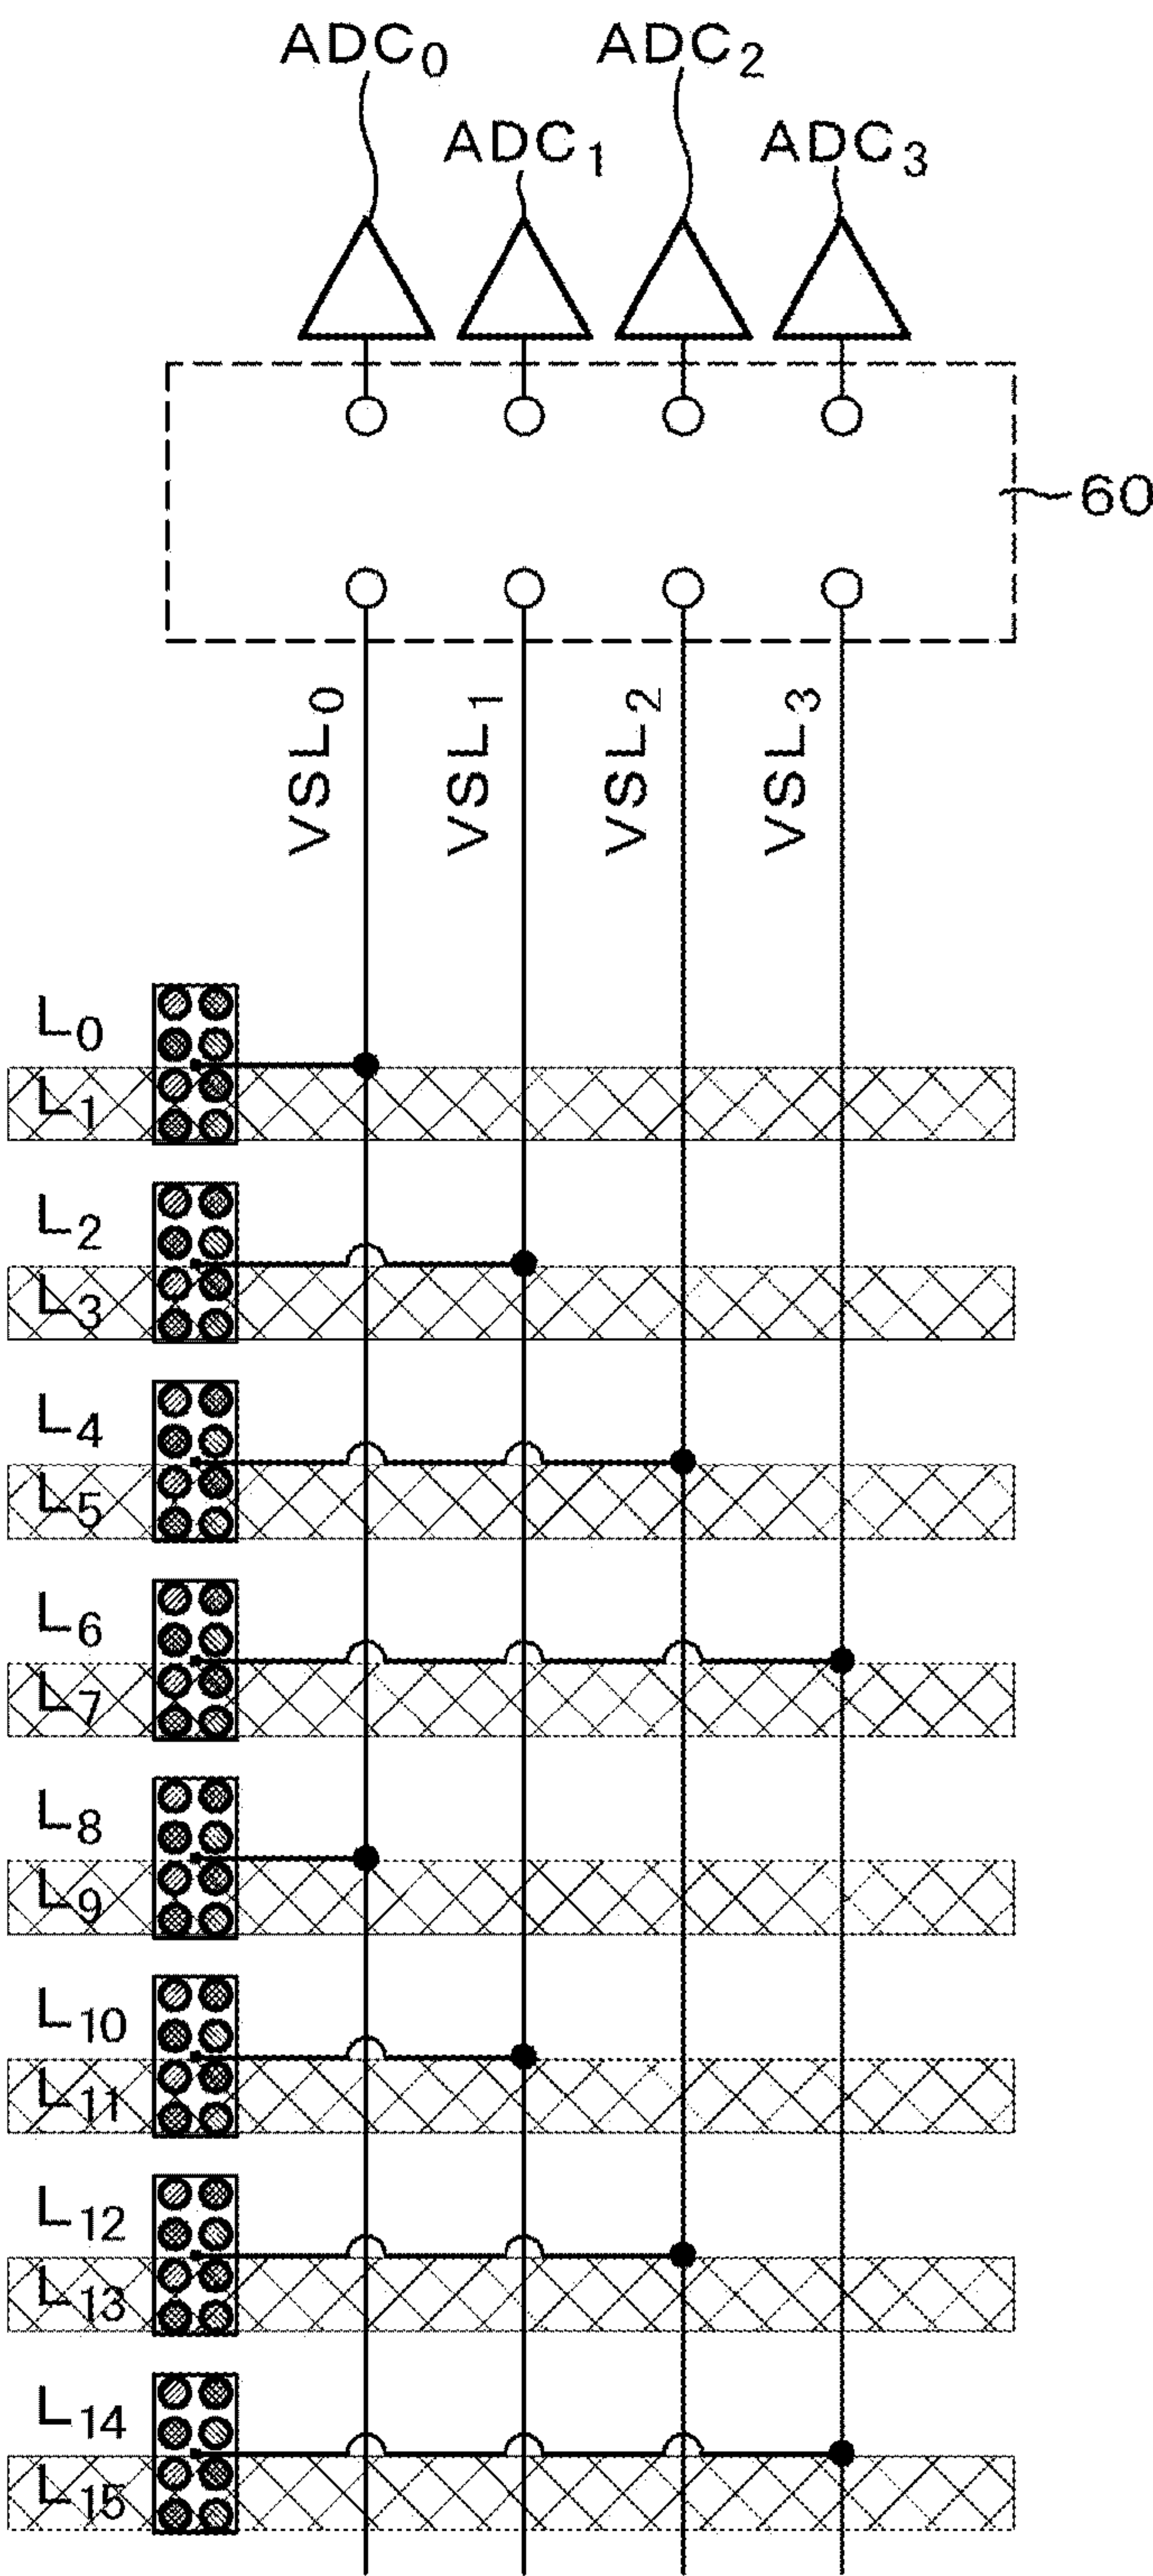 ADC₀ ADC₂
ADC₁ ADC₃
60
VSL₀ VSL₁ VSL₂ VSL₃
L₀
L₁
L₂
L₃
L₄
L₅
L₆
L₇
L₈
L₉
L₁₀
L₁₁
L₁₂
L₁₃
L₁₄
L₁₅